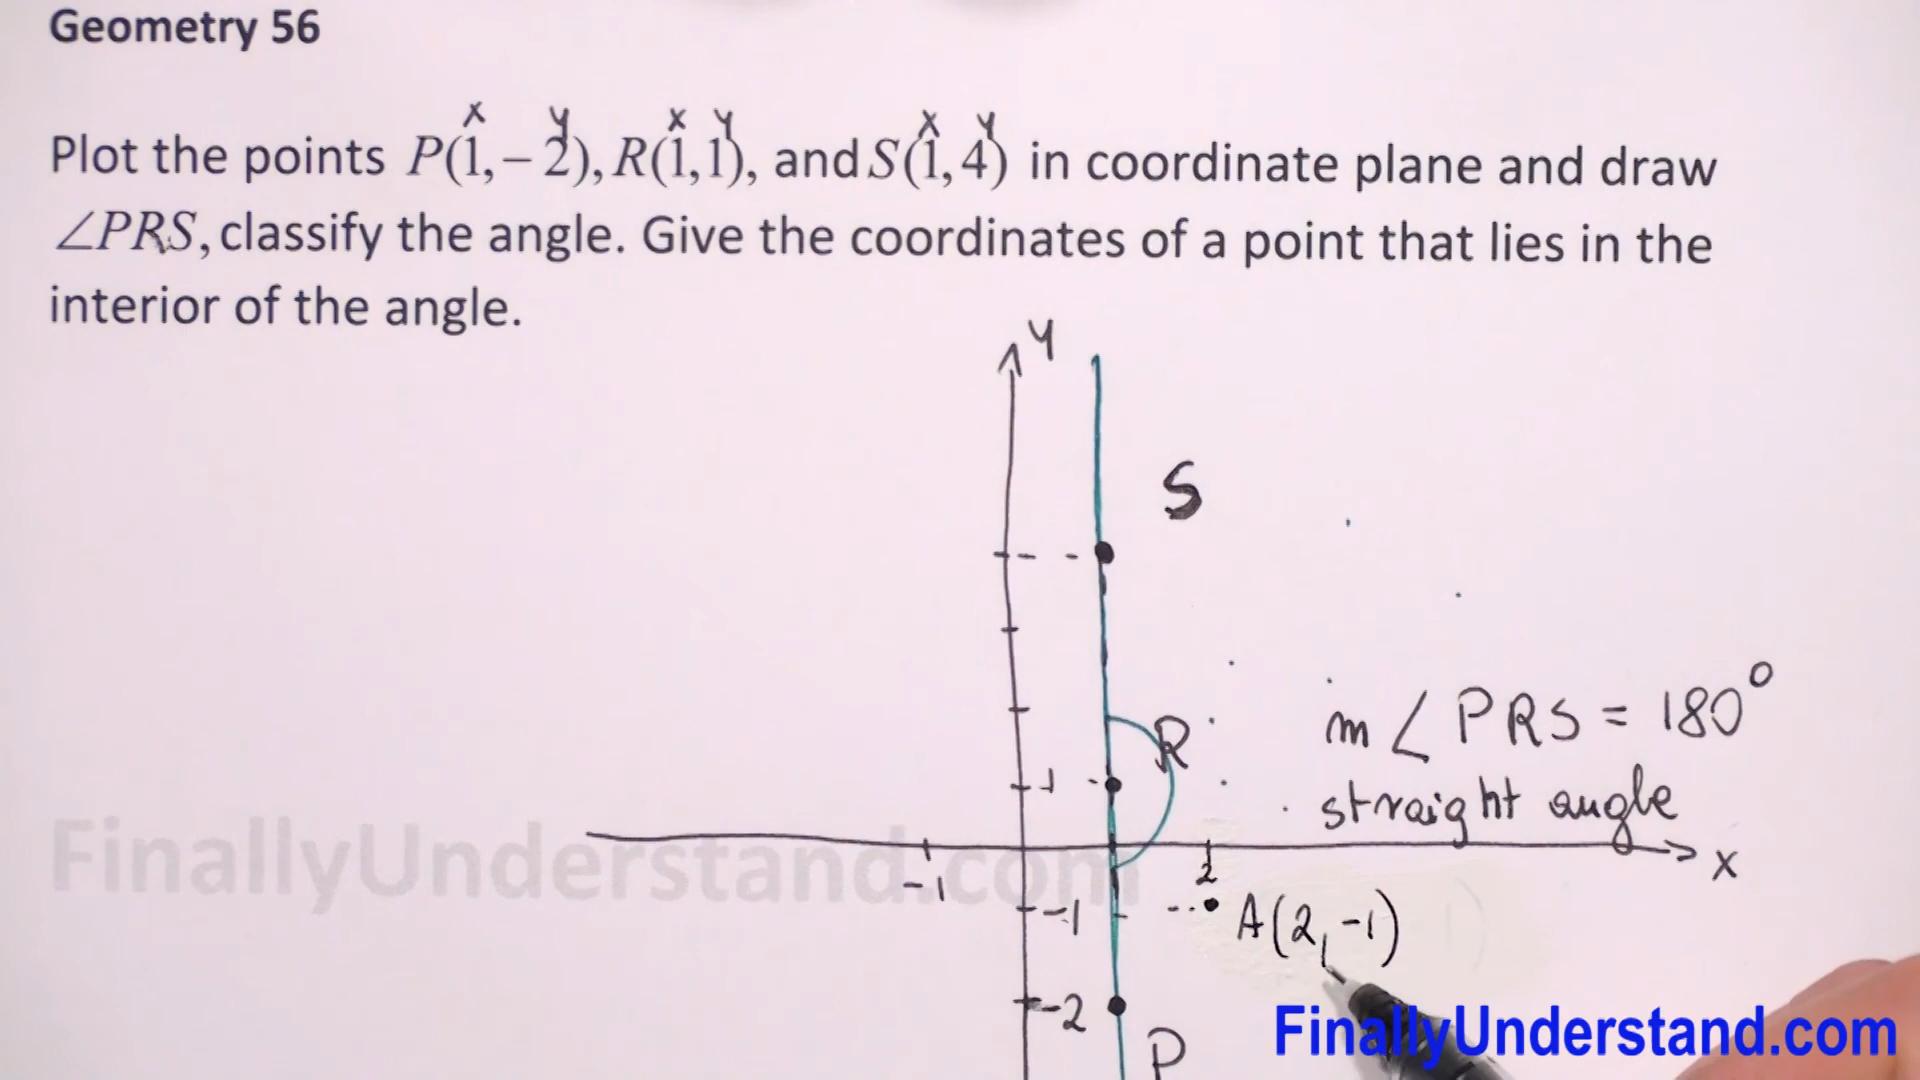 Geometry 56
x y x y x y
Plot the points P(1,−2), R(1,1), and S(1,4) in coordinate plane and draw
∠PRS, classify the angle. Give the coordinates of a point that lies in the
interior of the angle.
y
S
m∠PRS = 180°
R
straight angle
1
x
-1
2
-1
A(2,-1)
-2
P
FinallyUnderstand.com
FinallyUnderstand.com